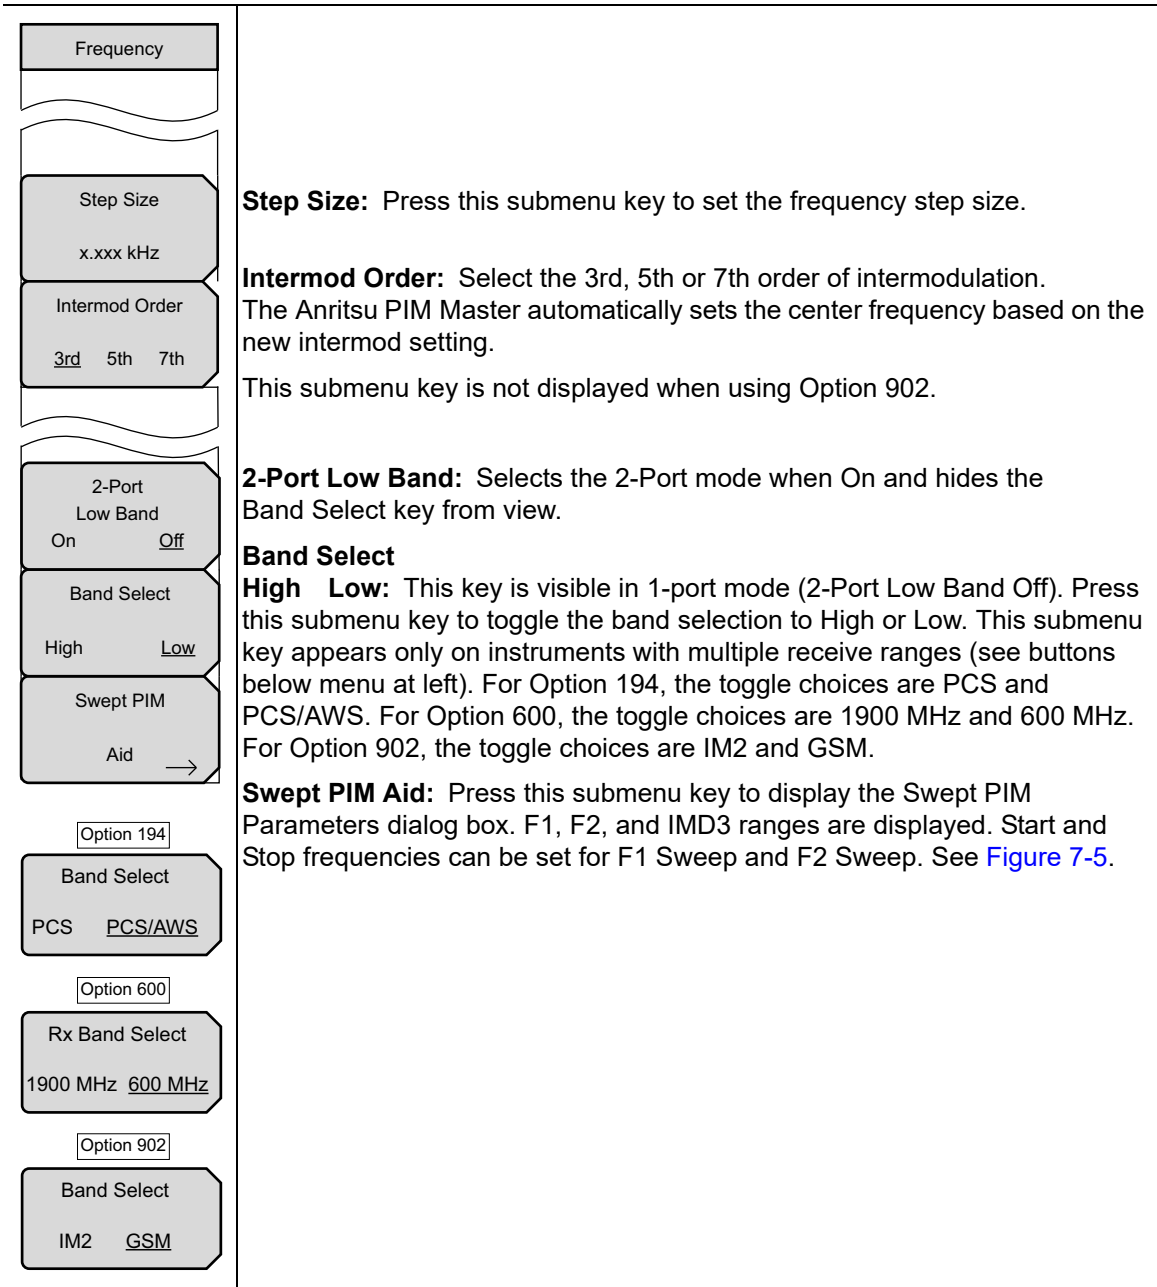 Frequency
Step Size
x.xxx kHz
Intermod Order
3rd 5th 7th
2-Port
Low Band
On Off
Band Select
High Low
Swept PIM
Aid
Option 194
Band Select
PCS PCS/AWS
Option 600
Rx Band Select
1900 MHz 600 MHz
Option 902
Band Select
IM2 GSM
Step Size: Press this submenu key to set the frequency step size.
Intermod Order: Select the 3rd, 5th or 7th order of intermodulation.
The Anritsu PIM Master automatically sets the center frequency based on the
new intermod setting.
This submenu key is not displayed when using Option 902.
2-Port Low Band: Selects the 2-Port mode when On and hides the
Band Select key from view.
Band Select
High Low: This key is visible in 1-port mode (2-Port Low Band Off). Press
this submenu key to toggle the band selection to High or Low. This submenu
key appears only on instruments with multiple receive ranges (see buttons
below menu at left). For Option 194, the toggle choices are PCS and
PCS/AWS. For Option 600, the toggle choices are 1900 MHz and 600 MHz.
For Option 902, the toggle choices are IM2 and GSM.
Swept PIM Aid: Press this submenu key to display the Swept PIM
Parameters dialog box. F1, F2, and IMD3 ranges are displayed. Start and
Stop frequencies can be set for F1 Sweep and F2 Sweep. See Figure 7-5.